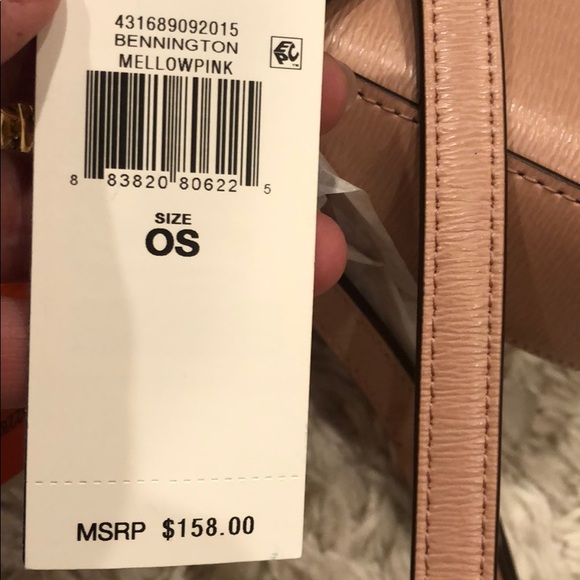 431689092015
BENNINGTON
MELLOWPINK
8 83820 80622 5
SIZE
OS
MSRP $158.00